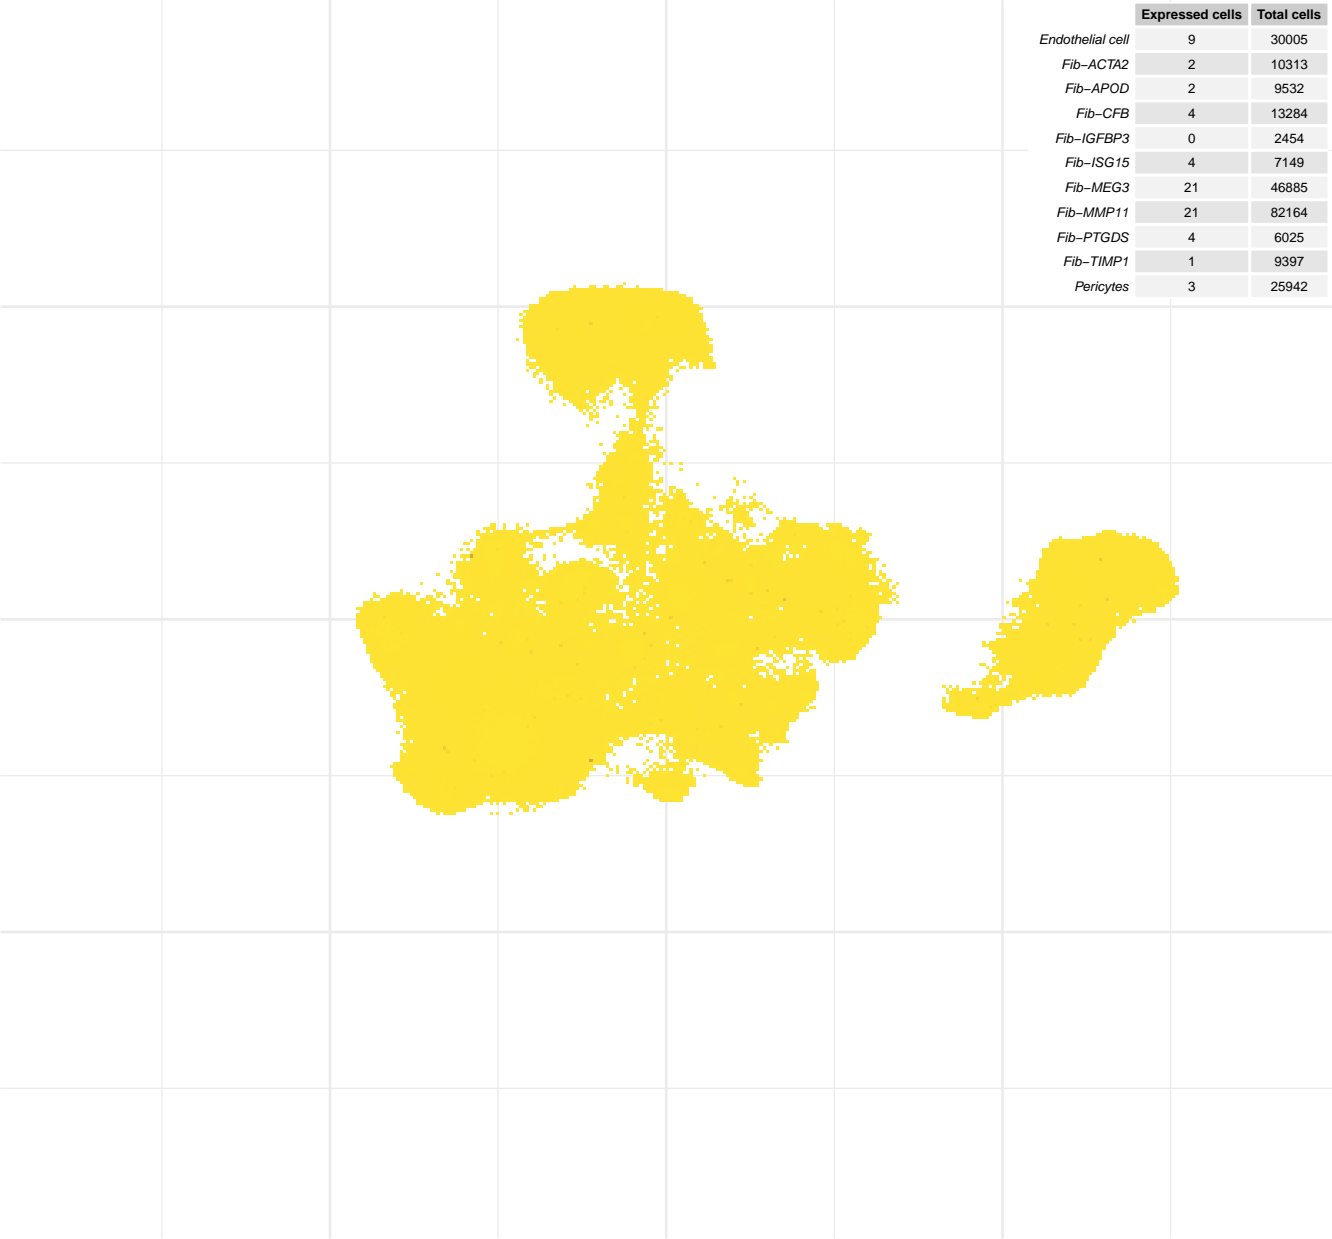 Expressed cells Total cells
Endothelial cell 9 30005
Fib−ACTA2 2 10313
Fib−APOD 2 9532
Fib−CFB 4 13284
Fib−IGFBP3 0 2454
Fib−ISG15 4 7149
Fib−MEG3 21 46885
Fib−MMP11 21 82164
Fib−PTGDS 4 6025
Fib−TIMP1 1 9397
Pericytes 3 25942